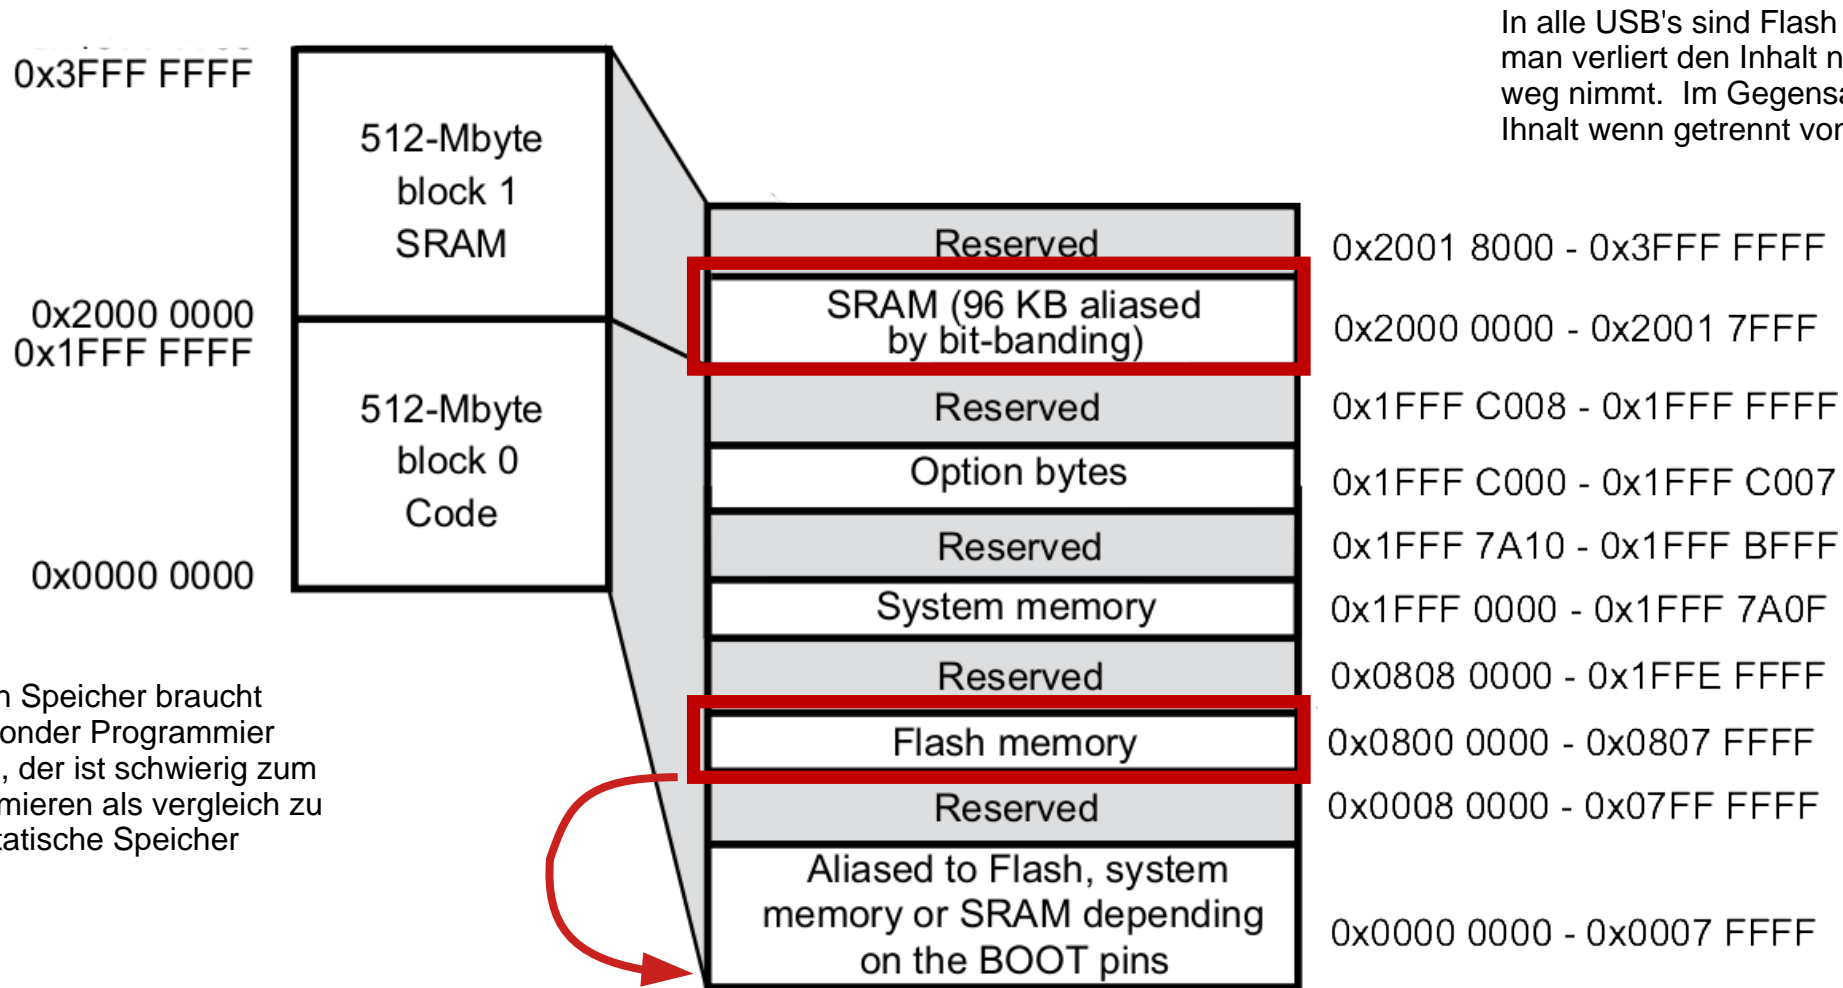 In alle USB's sind Flash
man verliert den Inhalt
weg nimmt. Im
Ihnalt wenn getrennt
0x3FFF FFFF
512-Mbyte
block 1
SRAM
0x2000 0000
0x1FFF FFFF
512-Mbyte
block 0
Code
0x0000 0000
Reserved
0x2001 8000 - 0x3FFF FFFF
SRAM (96 KB aliased
by bit-banding)
0x2000 0000 - 0x2001 7FFF
Reserved
0x1FFF C008 - 0x1FFF FFFF
Option bytes
0x1FFF C000 - 0x1FFF C007
Reserved
0x1FFF 7A10 - 0x1FFF BFFF
System memory
0x1FFF 0000 - 0x1FFF 7A0F
Reserved
0x0808 0000 - 0x1FFE FFFF
Flash memory
0x0800 0000 - 0x0807 FFFF
Reserved
0x0008 0000 - 0x07FF FFFF
Aliased to Flash, system
memory or SRAM depending
on the BOOT pins
0x0000 0000 - 0x0007 FFFF
Speicher braucht
onder Programmier
, der ist schwierig zum
mieren als vergleich zu
tatische Speicher